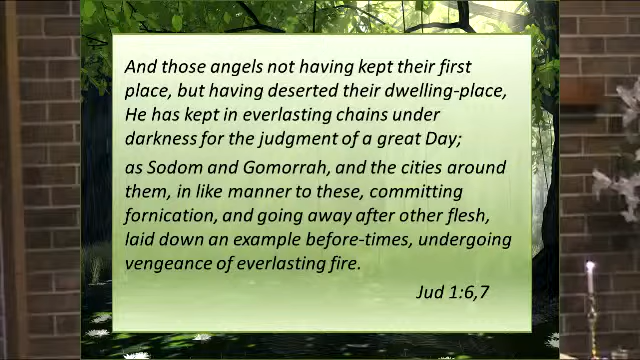 And those angels not having kept their first
place, but having deserted their dwelling-place,
He has kept in everlasting chains under
darkness for the judgment of a great Day;
as Sodom and Gomorrah, and the cities around
them, in like manner to these, committing
fornication, and going away after other flesh,
laid down an example before-times, undergoing
vengeance of everlasting fire.
Jud 1:6,7